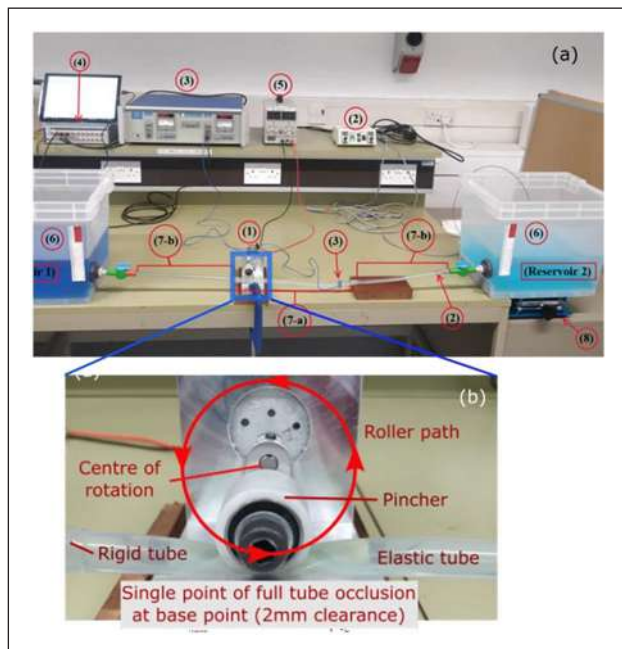 (a)
(4)
(3)
(5)
(2)
(6)
(7-b)
(1)
(3)
(7-b)
(6)
(Reservoir 2)
(7-a)
(2)
(8)
(b)
Roller path
Centre of
rotation
Pincher
Rigid tube
Elastic tube
Single point of full tube occlusion
at base point (2mm clearance)